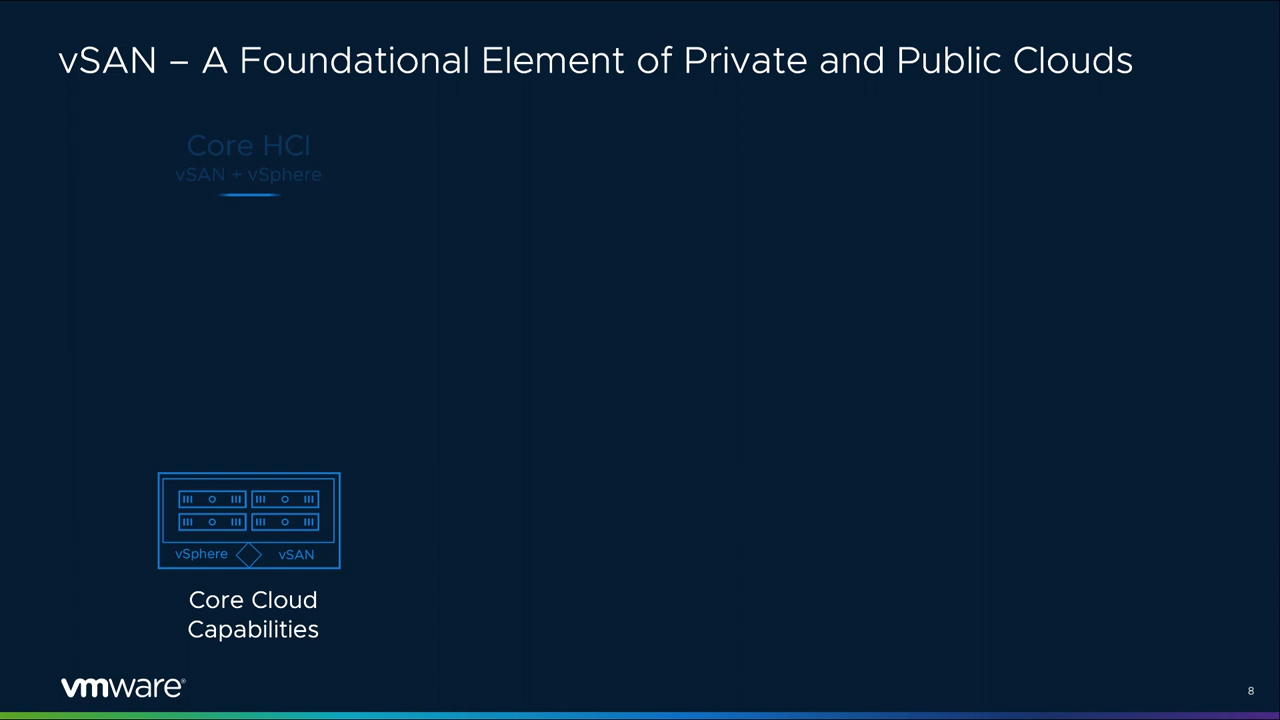 vSAN – A Foundational Element of Private and Public Clouds
Core HCI
vSAN + vSphere
vSphere
vSAN
Core Cloud
Capabilities
vmware®
8